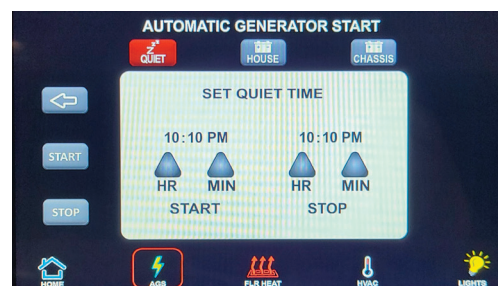 AUTOMATIC GENERATOR START
Z Z
QUIET HOUSE CHASSIS
SET QUIET TIME
10:10 PM 10:10 PM
START
HR MIN HR MIN
STOP START STOP
HOME AGS FLR HEAT HVAC LIGHTS